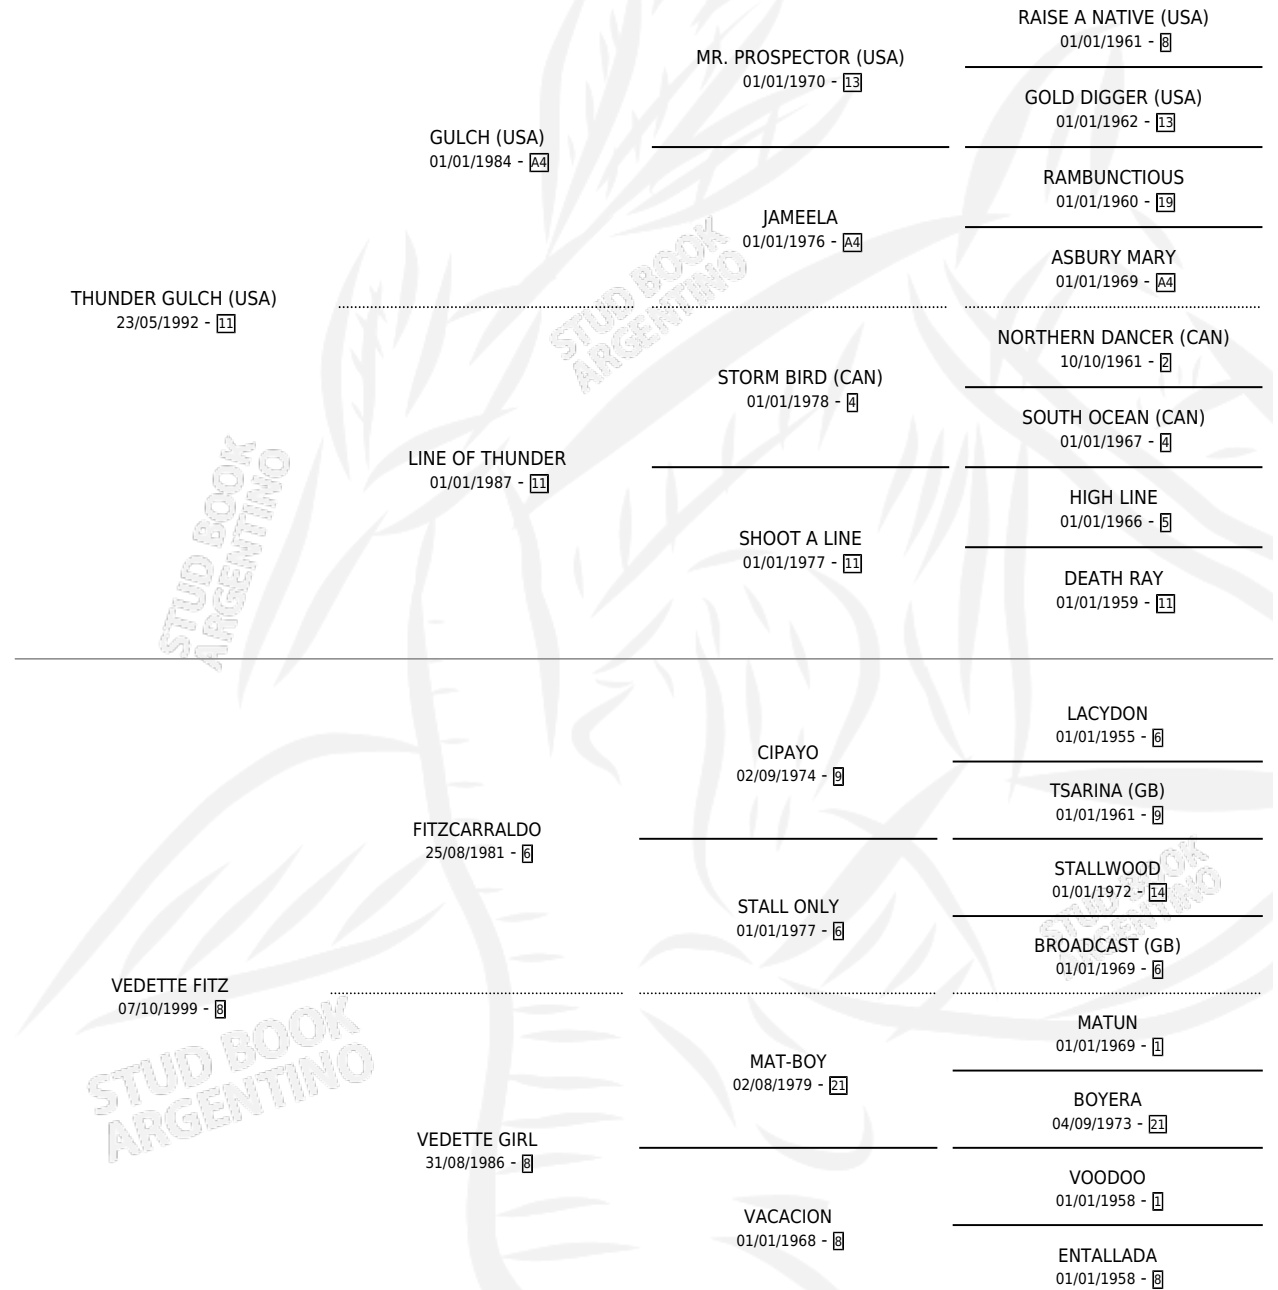 RAISE A NATIVE (USA)
01/01/1961 - 8
MR. PROSPECTOR (USA)
01/01/1970 - 13
GOLD DIGGER (USA)
01/01/1962 - 13
GULCH (USA)
01/01/1984 - A4
RAMBUNCTIOUS
01/01/1960 - 19
JAMEELA
01/01/1976 - A4
ASBURY MARY
01/01/1969 - A4
THUNDER GULCH (USA)
23/05/1992 - 11
NORTHERN DANCER (CAN)
10/10/1961 - 2
STORM BIRD (CAN)
01/01/1978 - 4
SOUTH OCEAN (CAN)
01/01/1967 - 4
LINE OF THUNDER
01/01/1987 - 11
HIGH LINE
01/01/1966 - 5
SHOOT A LINE
01/01/1977 - 11
DEATH RAY
01/01/1959 - 11
LACYDON
01/01/1955 - 6
CIPAYO
02/09/1974 - 9
TSARINA (GB)
01/01/1961 - 9
FITZCARRALDO
25/08/1981 - 6
STALLWOOD
01/01/1972 - 14
STALL ONLY
01/01/1977 - 6
BROADCAST (GB)
01/01/1969 - 6
VEDETTE FITZ
07/10/1999 - 8
MATUN
01/01/1969 - 1
MAT-BOY
02/08/1979 - 21
BOYERA
04/09/1973 - 21
VEDETTE GIRL
31/08/1986 - 8
VOODOO
01/01/1958 - 1
VACACION
01/01/1968 - 8
ENTALLADA
01/01/1958 - 8
STUD BOOK
ARGENTINO
STUD BOOK
ARGENTINO
STUD BOOK
ARGENTINO
STUD BOOK
ARGENTINO